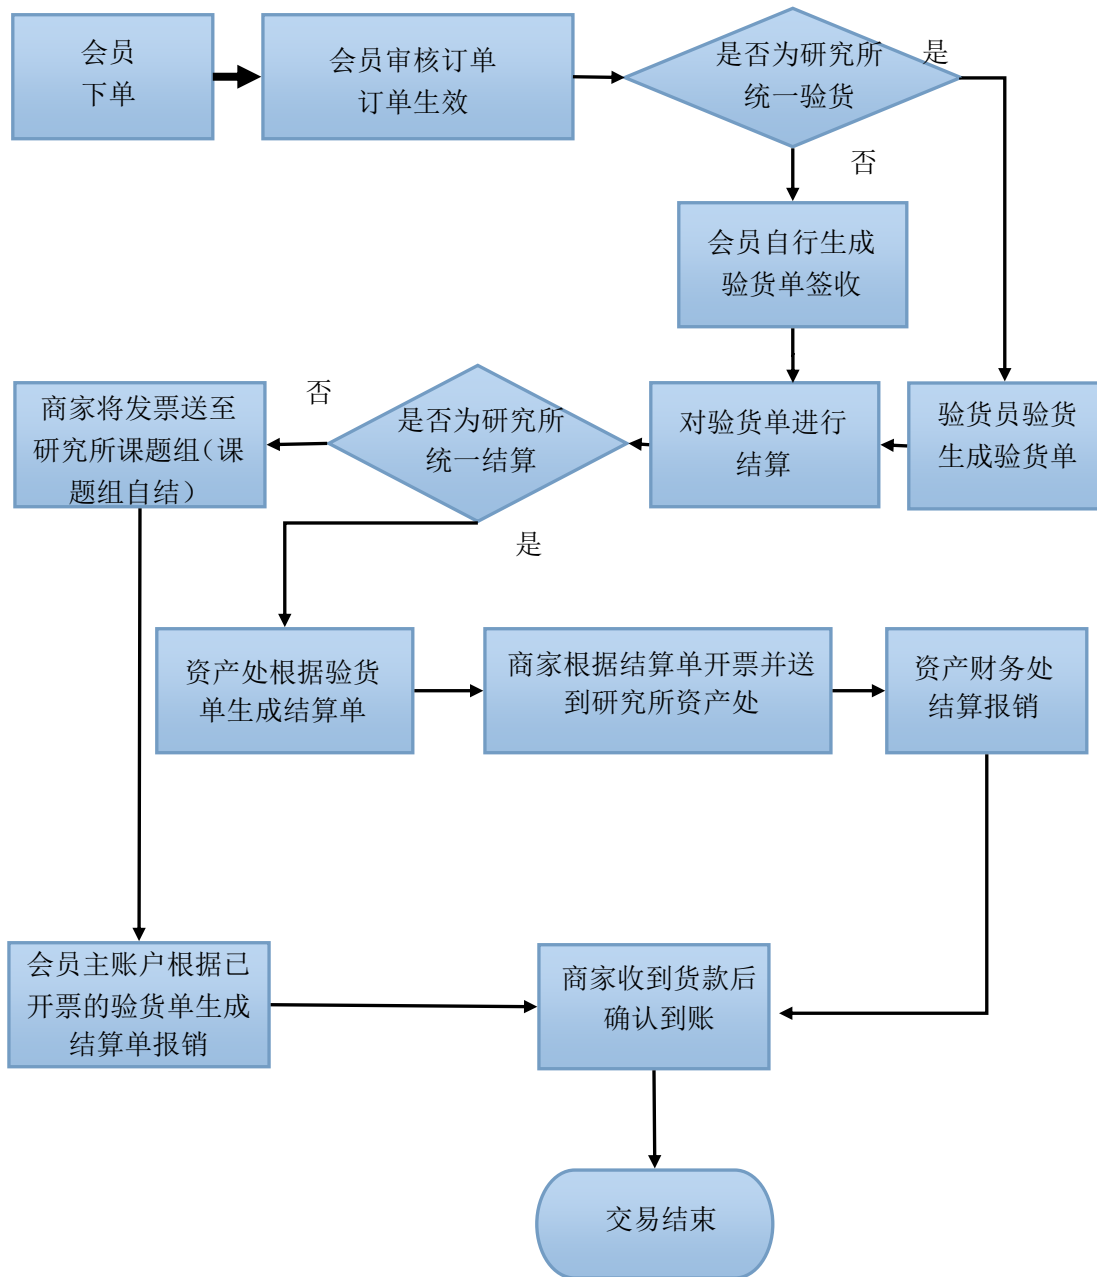 会员
下单
会员审核订单
订单生效
是否为研究所
统一验货
是
否
会员自行生成
验货单签收
商家将发票送至
研究所课题组（课
题组自结）
否
是否为研究所
统一结算
对验货单进行
结算
验货员验货
生成验货单
是
资产处根据验货
单生成结算单
商家根据结算单开票并送
到研究所资产处
资产财务处
结算报销
会员主账户根据已
开票的验货单生成
结算单报销
商家收到货款后
确认到账
交易结束